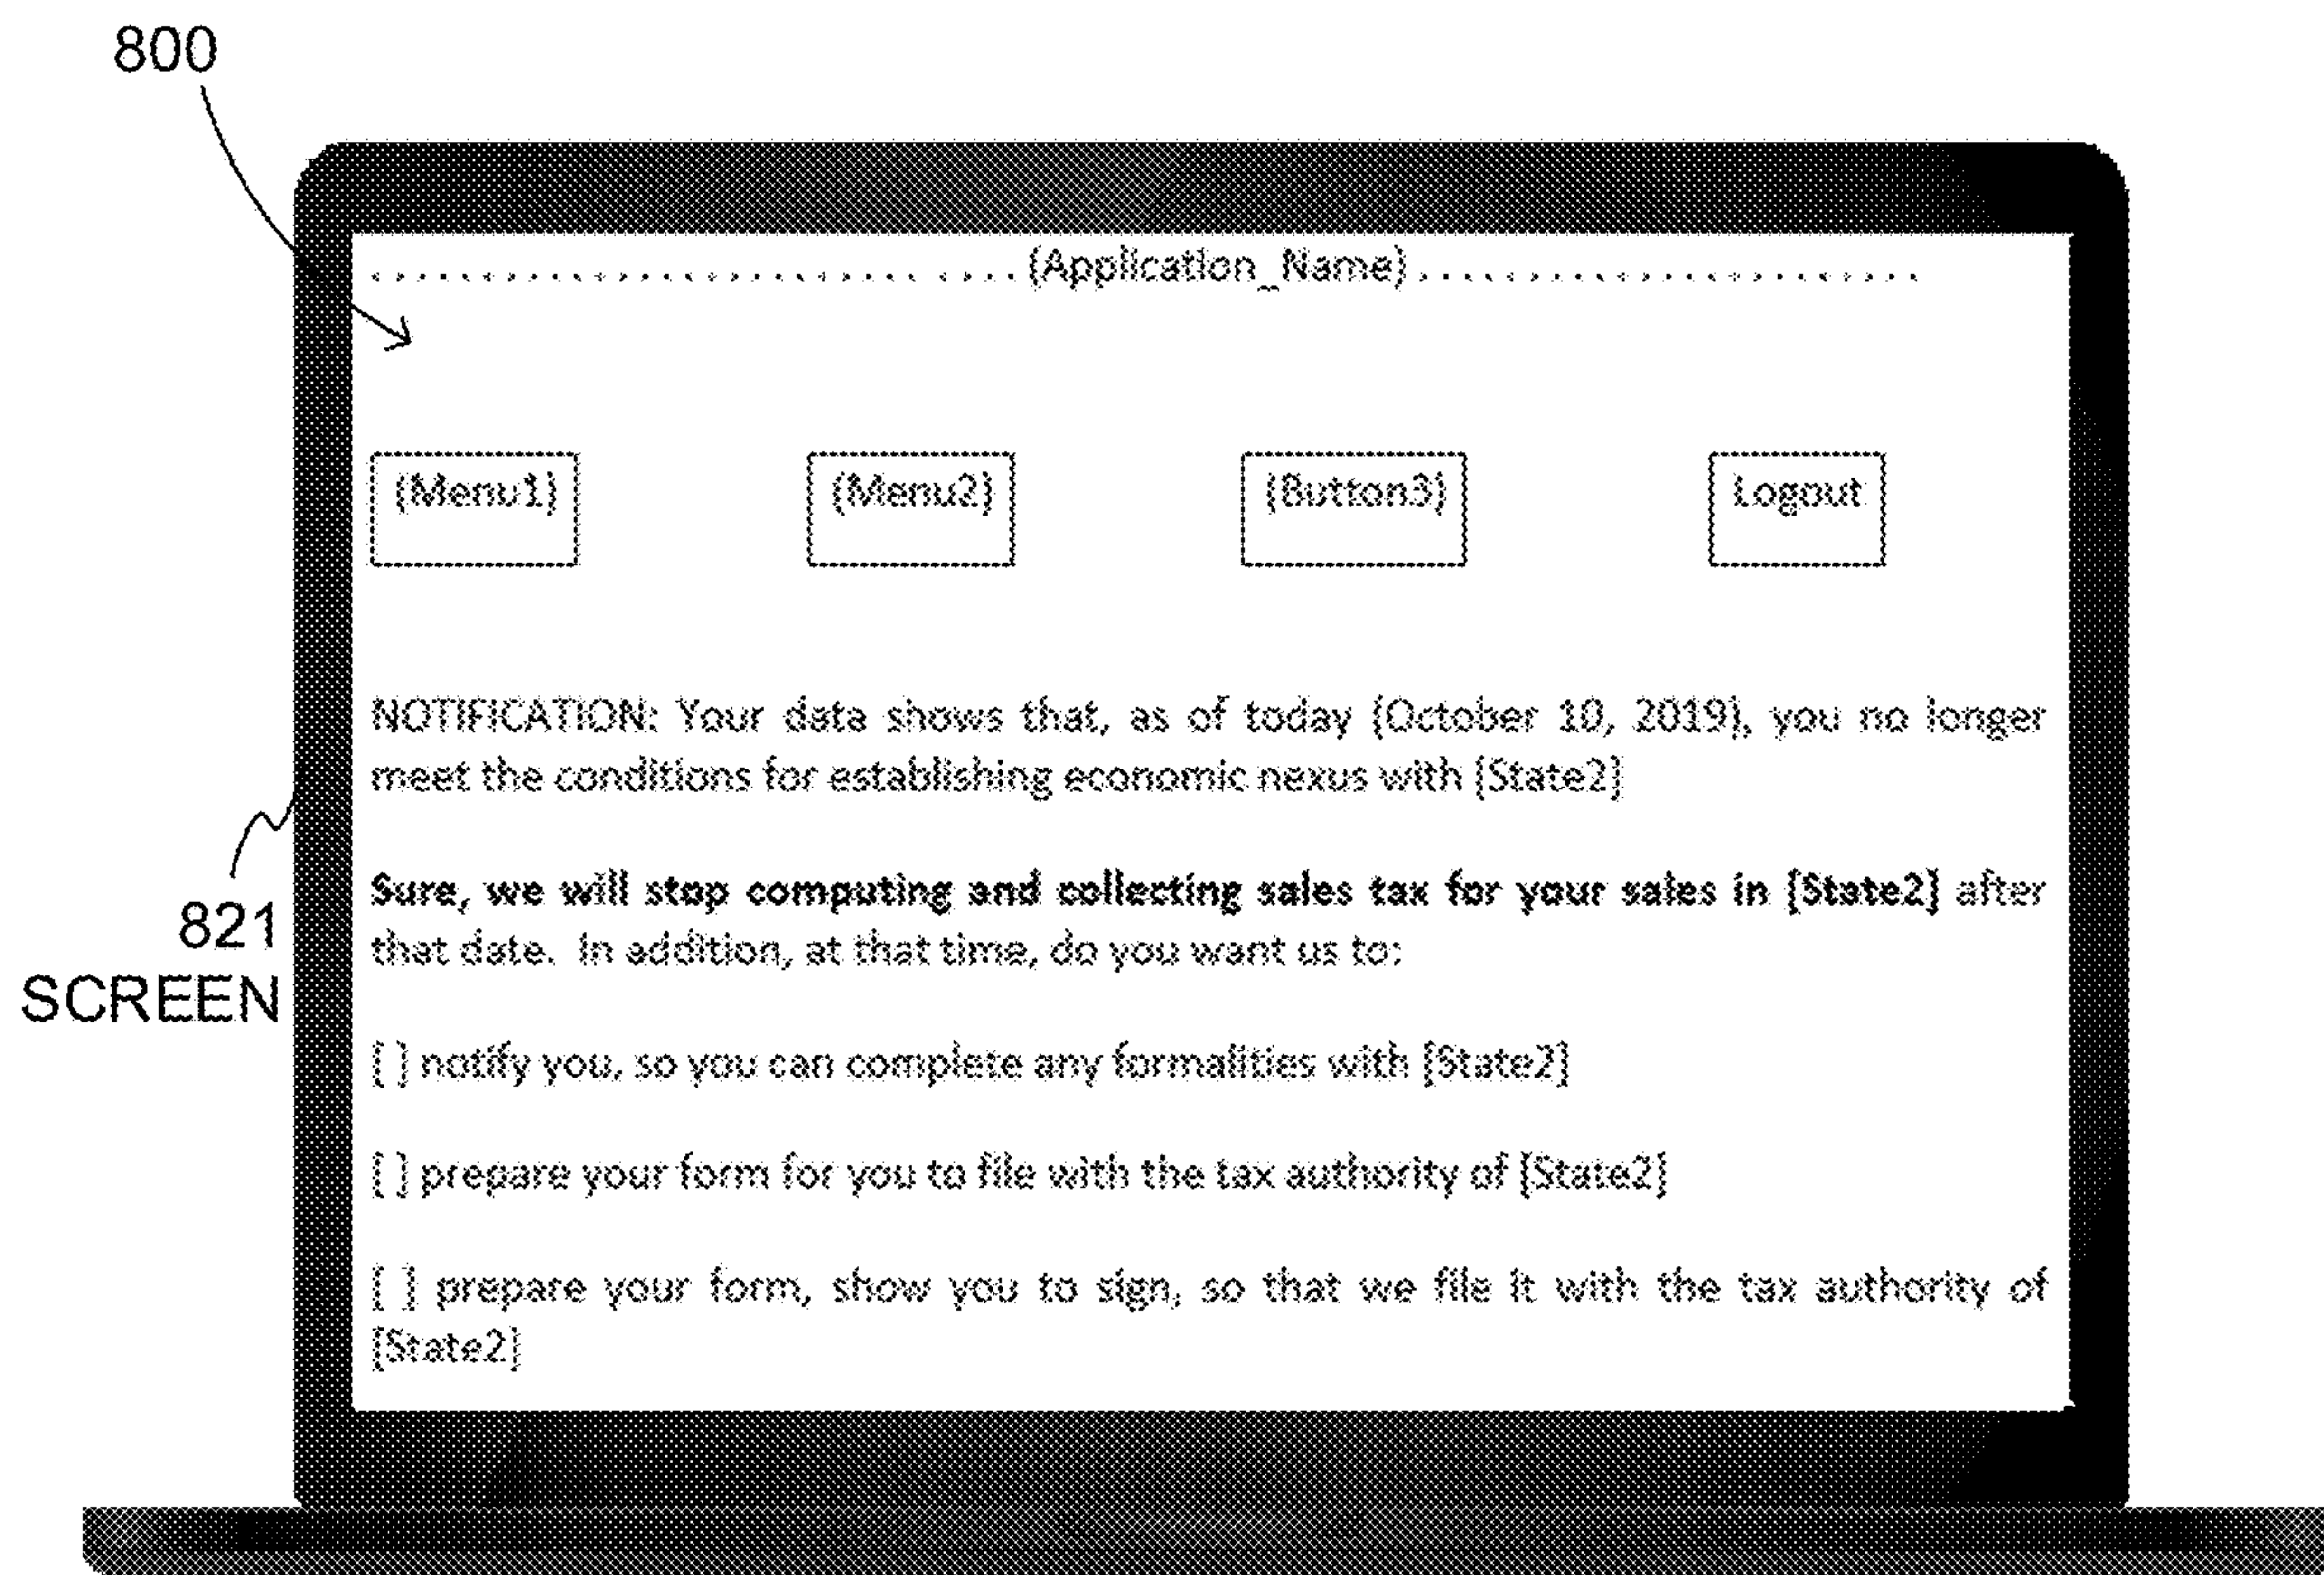 800
. . . . . . . . . . . . . . . . . . . . . . . . . . (Application_Name) . . . . . . . . . . . . . . . . . . . . . .
(Menu1) (Menu2) (Button3) Logout
NOTIFICATION: Your data shows that, as of today (October 10, 2019), you no longer
meet the conditions for establishing economic nexus with [State2]
Sure, we will stop computing and collecting sales tax for your sales in [State2] after
that date. In addition, at that time, do you want us to:
821
SCREEN
[ ] notify you, so you can complete any formalities with [State2]
[ ] prepare your form for you to file with the tax authority of [State2]
[ ] prepare your form, show you to sign, so that we file it with the tax authority of
[State2]